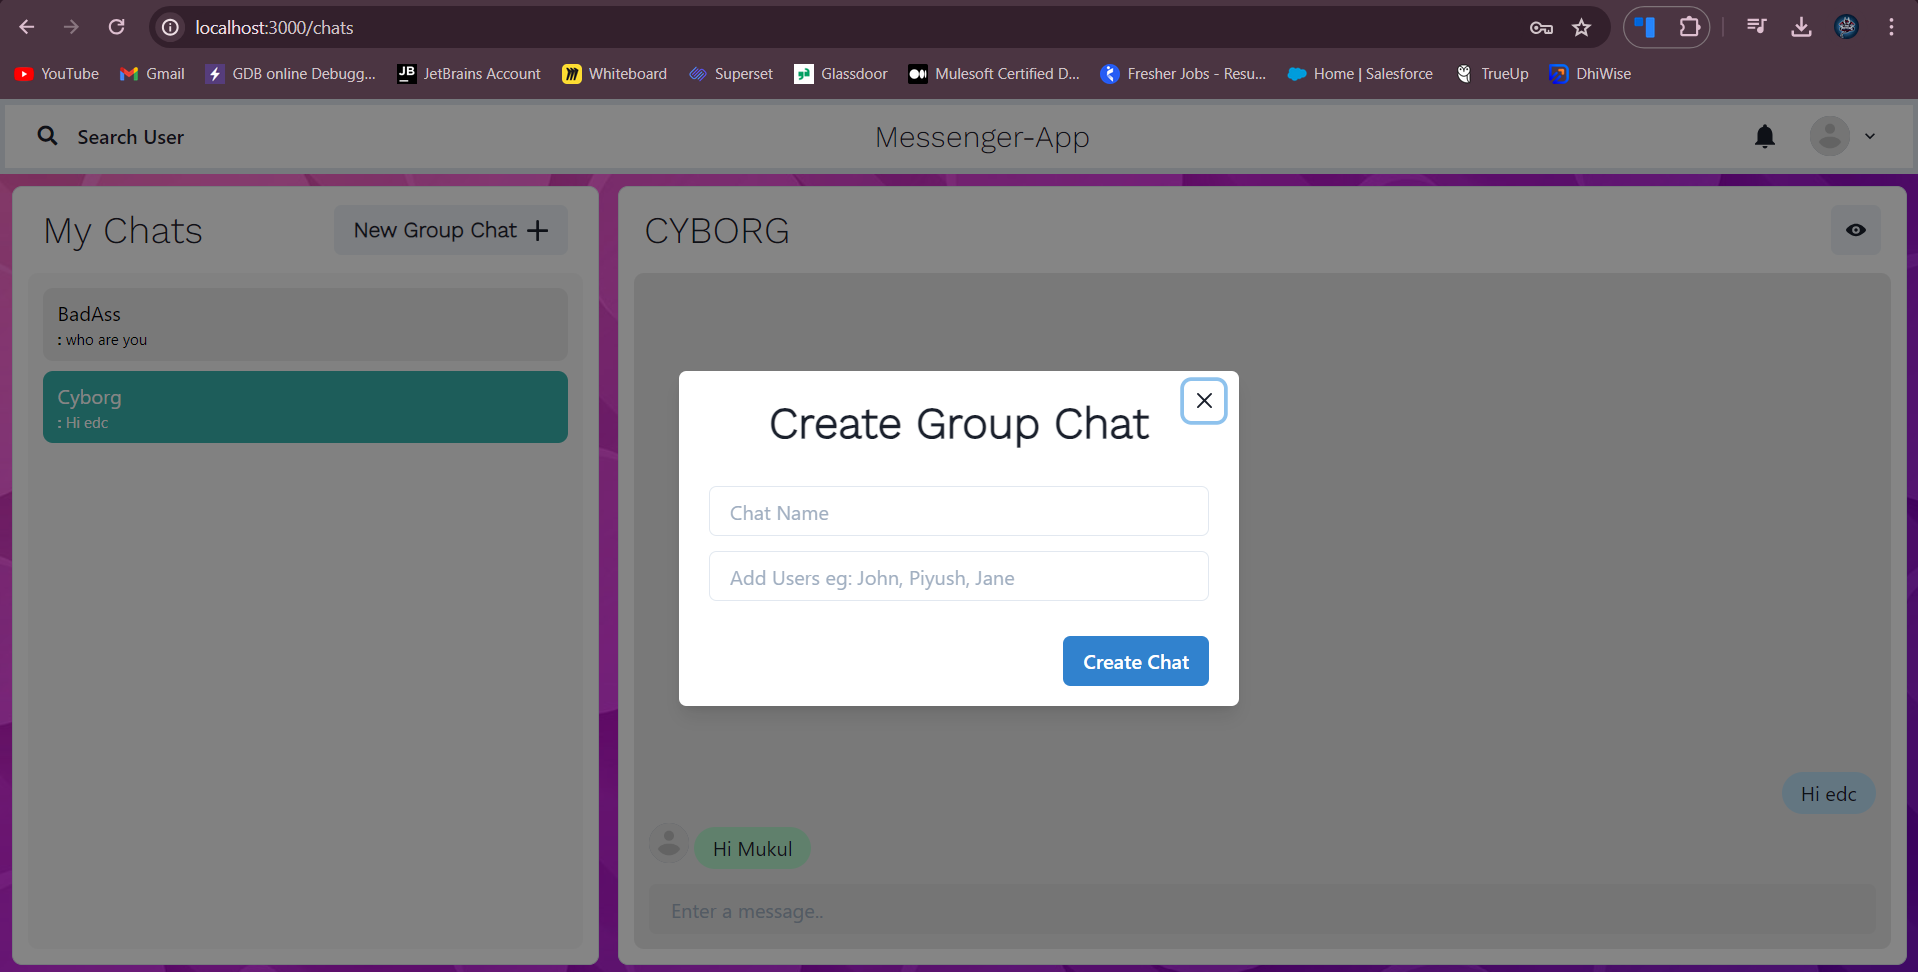 localhost:3000/chats
YouTube
Gmail
GDB online Debugg...
JB JetBrains Account
Whiteboard
Superset
Glassdoor
Mulesoft Certified D...
Fresher Jobs - Resu...
Home | Salesforce
TrueUp
DhiWise
Search User
Messenger-App
My Chats
New Group Chat
BadAss
: who are you
Cyborg
: Hi edc
CYBORG
Create Group Chat
Chat Name
Add Users eg: John, Piyush, Jane
Create Chat
Hi edc
Hi Mukul
Enter a message..